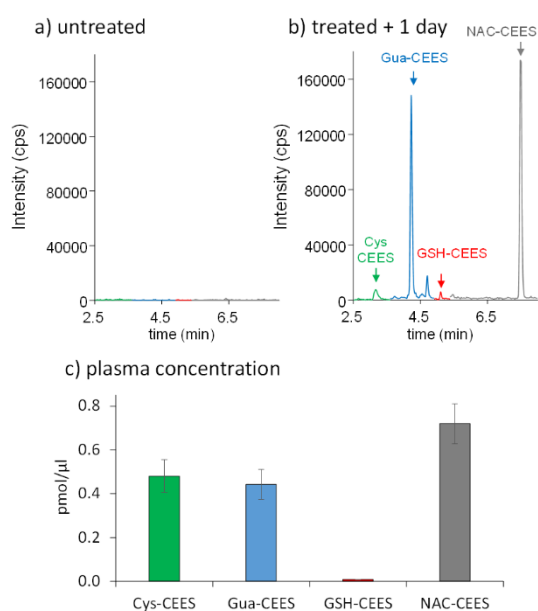 a) untreated
b) treated + 1 day
Intensity (cps)
160000
120000
80000
40000
0
2.5
4.5
6.5
time (min)
NAC-CEES
Gua-CEES
Intensity (cps)
160000
120000
80000
40000
0
Cys
CEES
GSH-CEES
2.5
4.5
6.5
time (min)
c) plasma concentration
pmol/µl
0.8
0.6
0.4
0.2
0.0
Cys-CEES
Gua-CEES
GSH-CEES
NAC-CEES